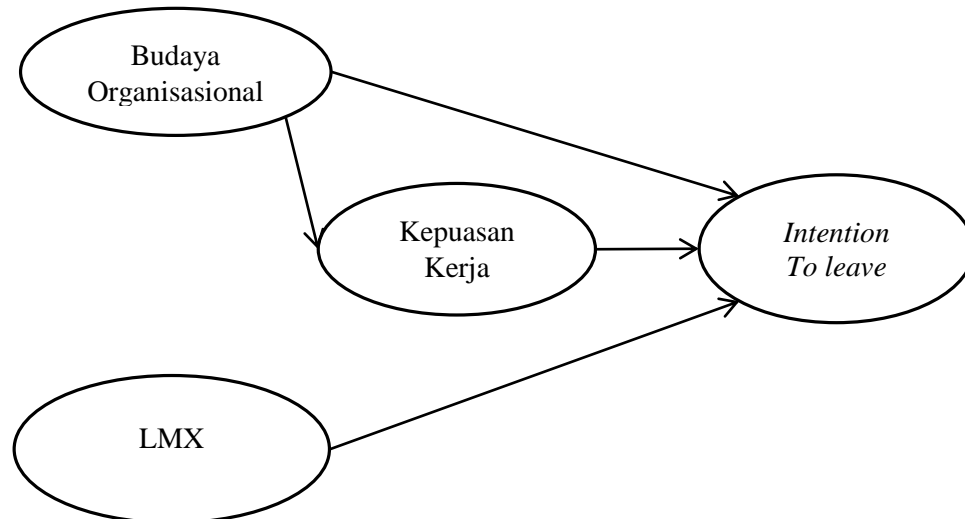 Budaya
Organisasional
Kepuasan
Kerja
Intention
To leave
LMX